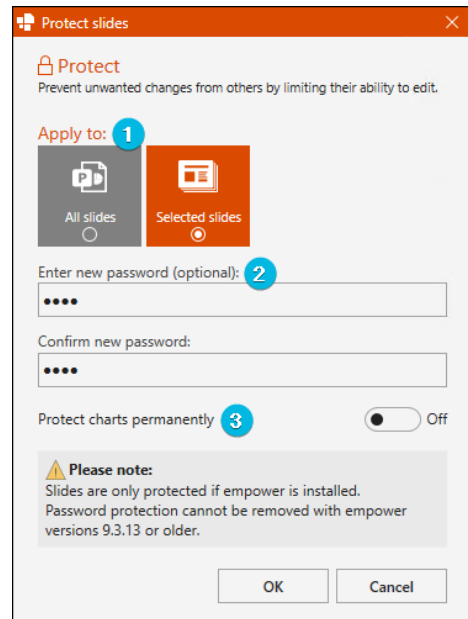 Protect slides
Protect
Prevent unwanted changes from others by limiting their ability to edit.
Apply to: 1
All slides
Selected slides
Enter new password (optional): 2
••••
Confirm new password:
••••
Protect charts permanently 3 Off
Please note:
Slides are only protected if empower is installed.
Password protection cannot be removed with empower
versions 9.3.13 or older.
OK Cancel